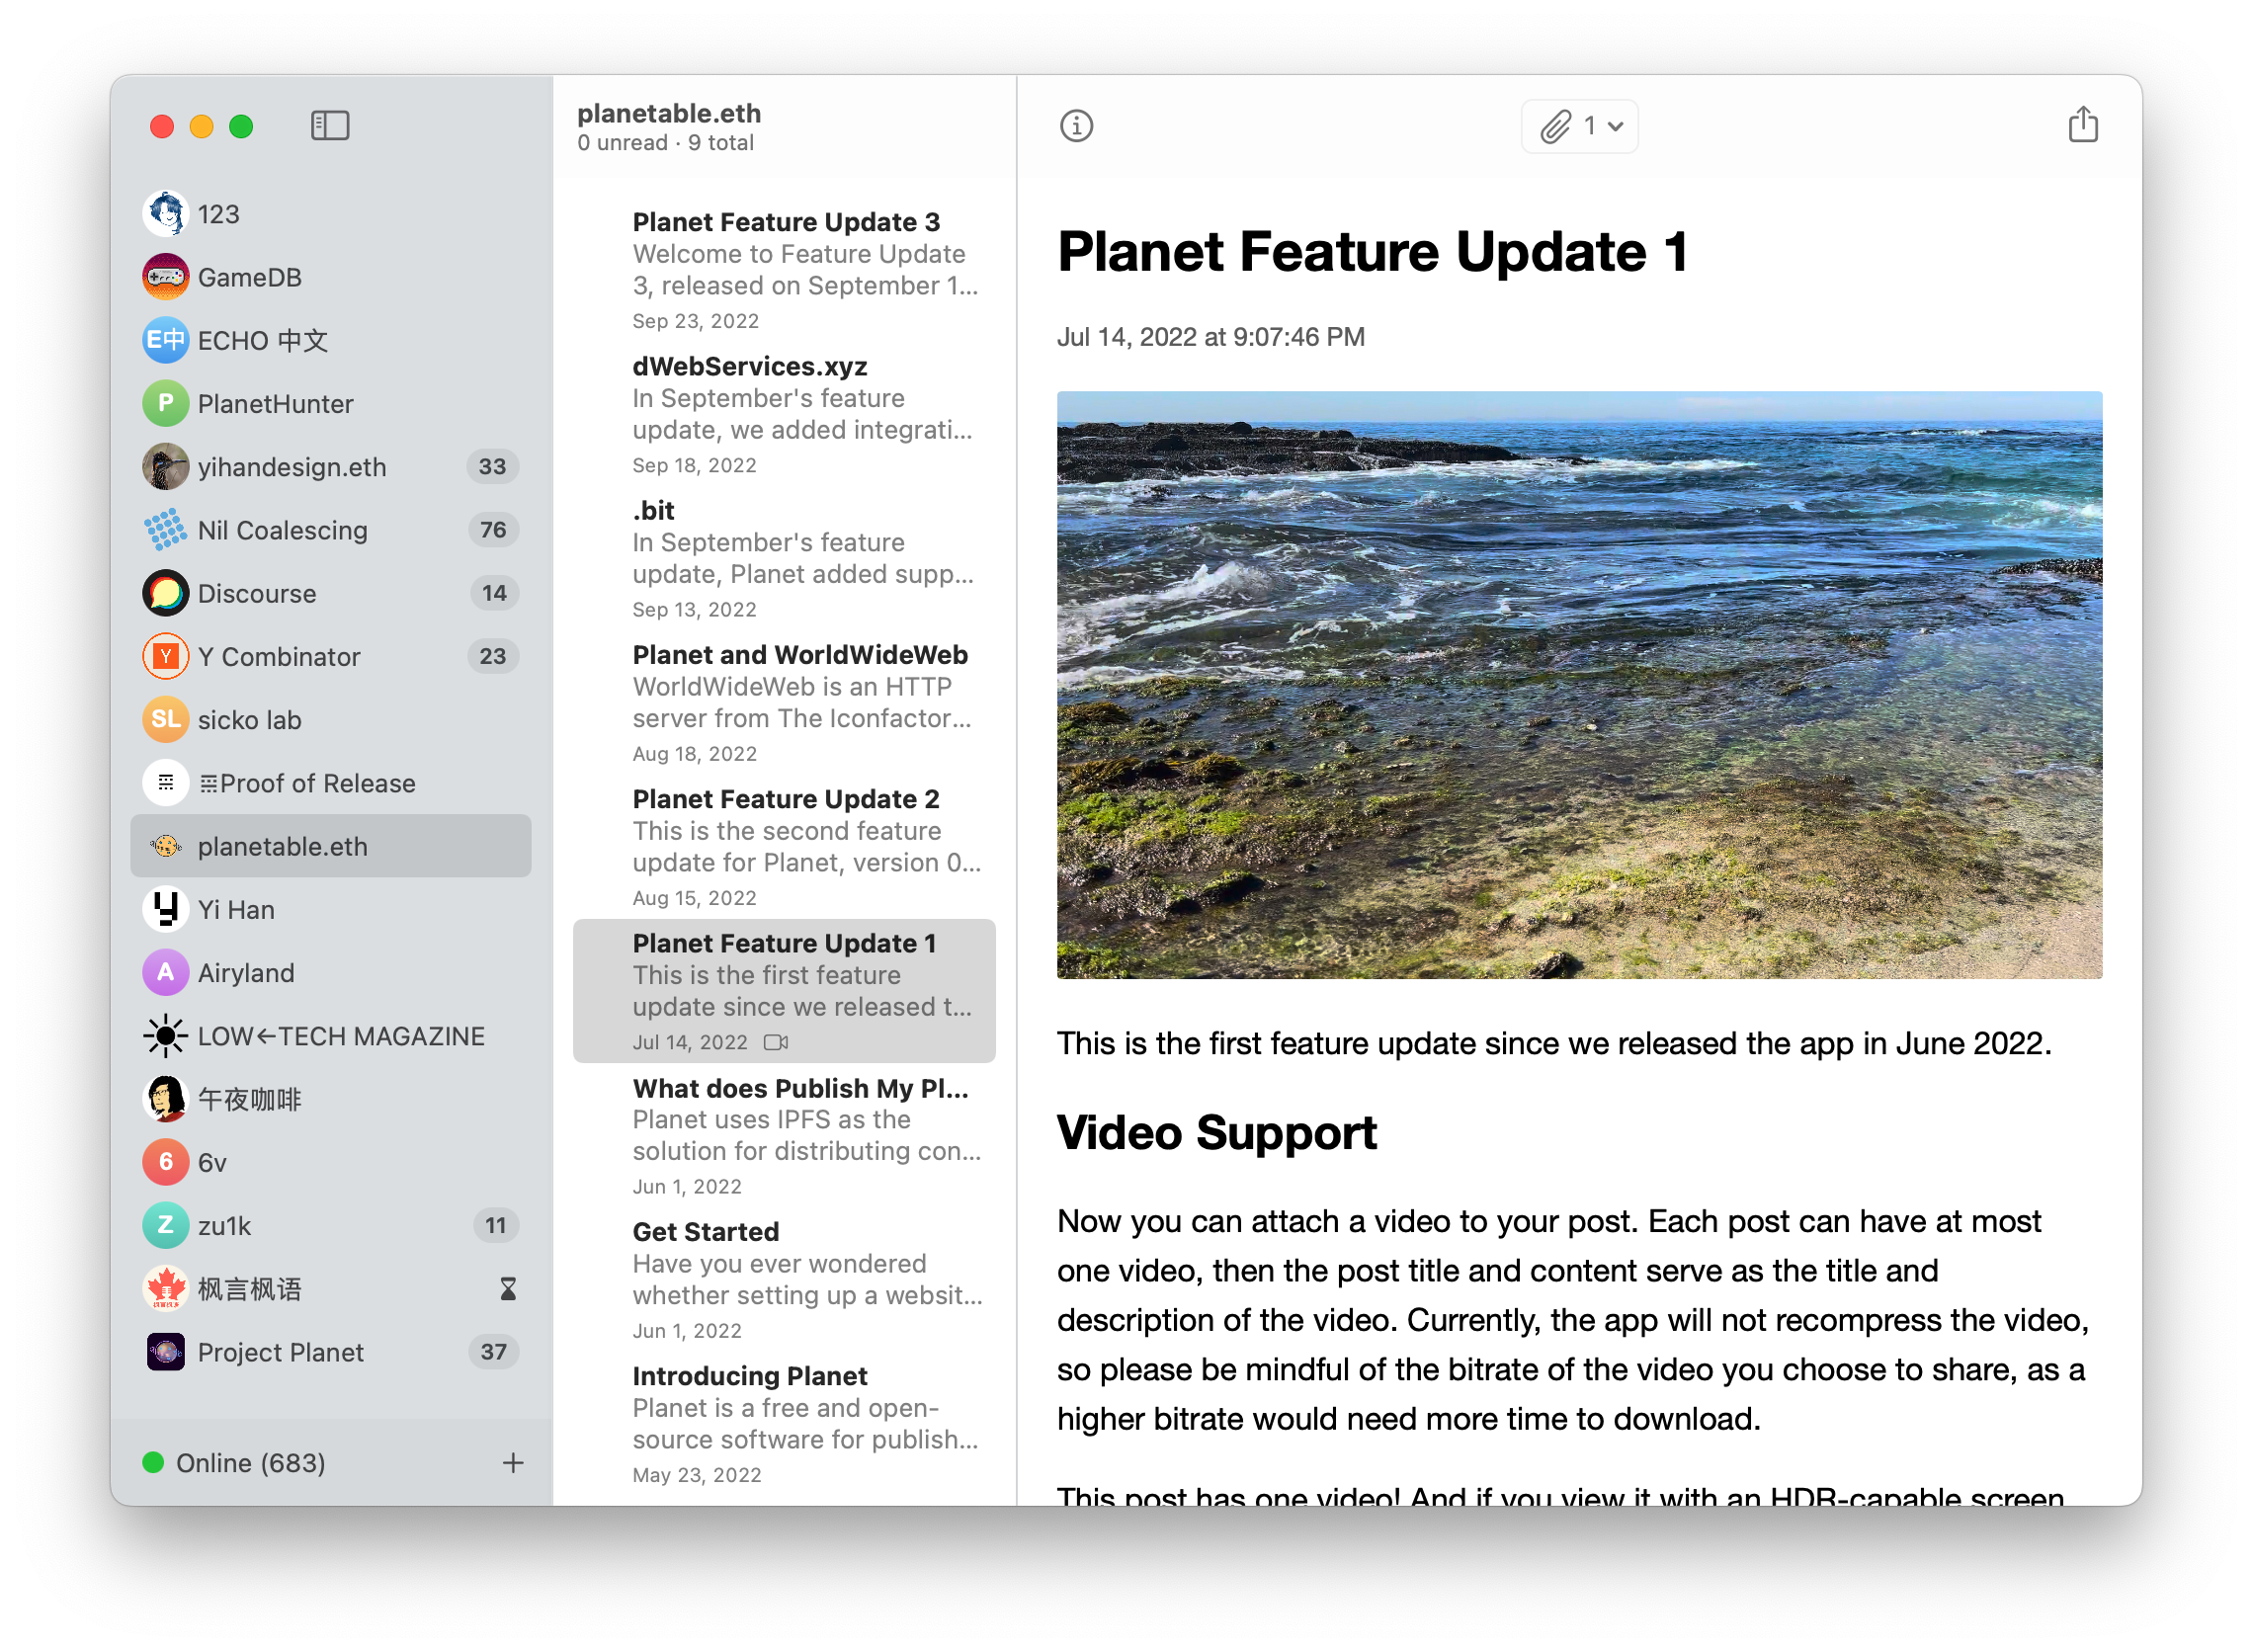 123
GameDB
E中 ECHO 中文
P PlanetHunter
yihandesign.eth 33
Nil Coalescing 76
Discourse 14
Y Y Combinator 23
SL sicko lab
𝌏 𝌏Proof of Release
planetable.eth
Yi Han
A Airyland
LOW←TECH MAGAZINE
午夜咖啡
6 6v
Z zu1k 11
枫言枫语
Project Planet 37
Online (683) +
planetable.eth
0 unread · 9 total
Planet Feature Update 3
Welcome to Feature Update
3, released on September 1...
Sep 23, 2022
dWebServices.xyz
In September's feature
update, we added integrati...
Sep 18, 2022
.bit
In September's feature
update, Planet added supp...
Sep 13, 2022
Planet and WorldWideWeb
WorldWideWeb is an HTTP
server from The Iconfactor...
Aug 18, 2022
Planet Feature Update 2
This is the second feature
update for Planet, version 0...
Aug 15, 2022
Planet Feature Update 1
This is the first feature
update since we released t...
Jul 14, 2022
What does Publish My Pl...
Planet uses IPFS as the
solution for distributing con...
Jun 1, 2022
Get Started
Have you ever wondered
whether setting up a websit...
Jun 1, 2022
Introducing Planet
Planet is a free and open-
source software for publish...
May 23, 2022
1
Planet Feature Update 1
Jul 14, 2022 at 9:07:46 PM
This is the first feature update since we released the app in June 2022.
Video Support
Now you can attach a video to your post. Each post can have at most
one video, then the post title and content serve as the title and
description of the video. Currently, the app will not recompress the video,
so please be mindful of the bitrate of the video you choose to share, as a
higher bitrate would need more time to download.
This post has one video! And if you view it with an HDR-capable screen